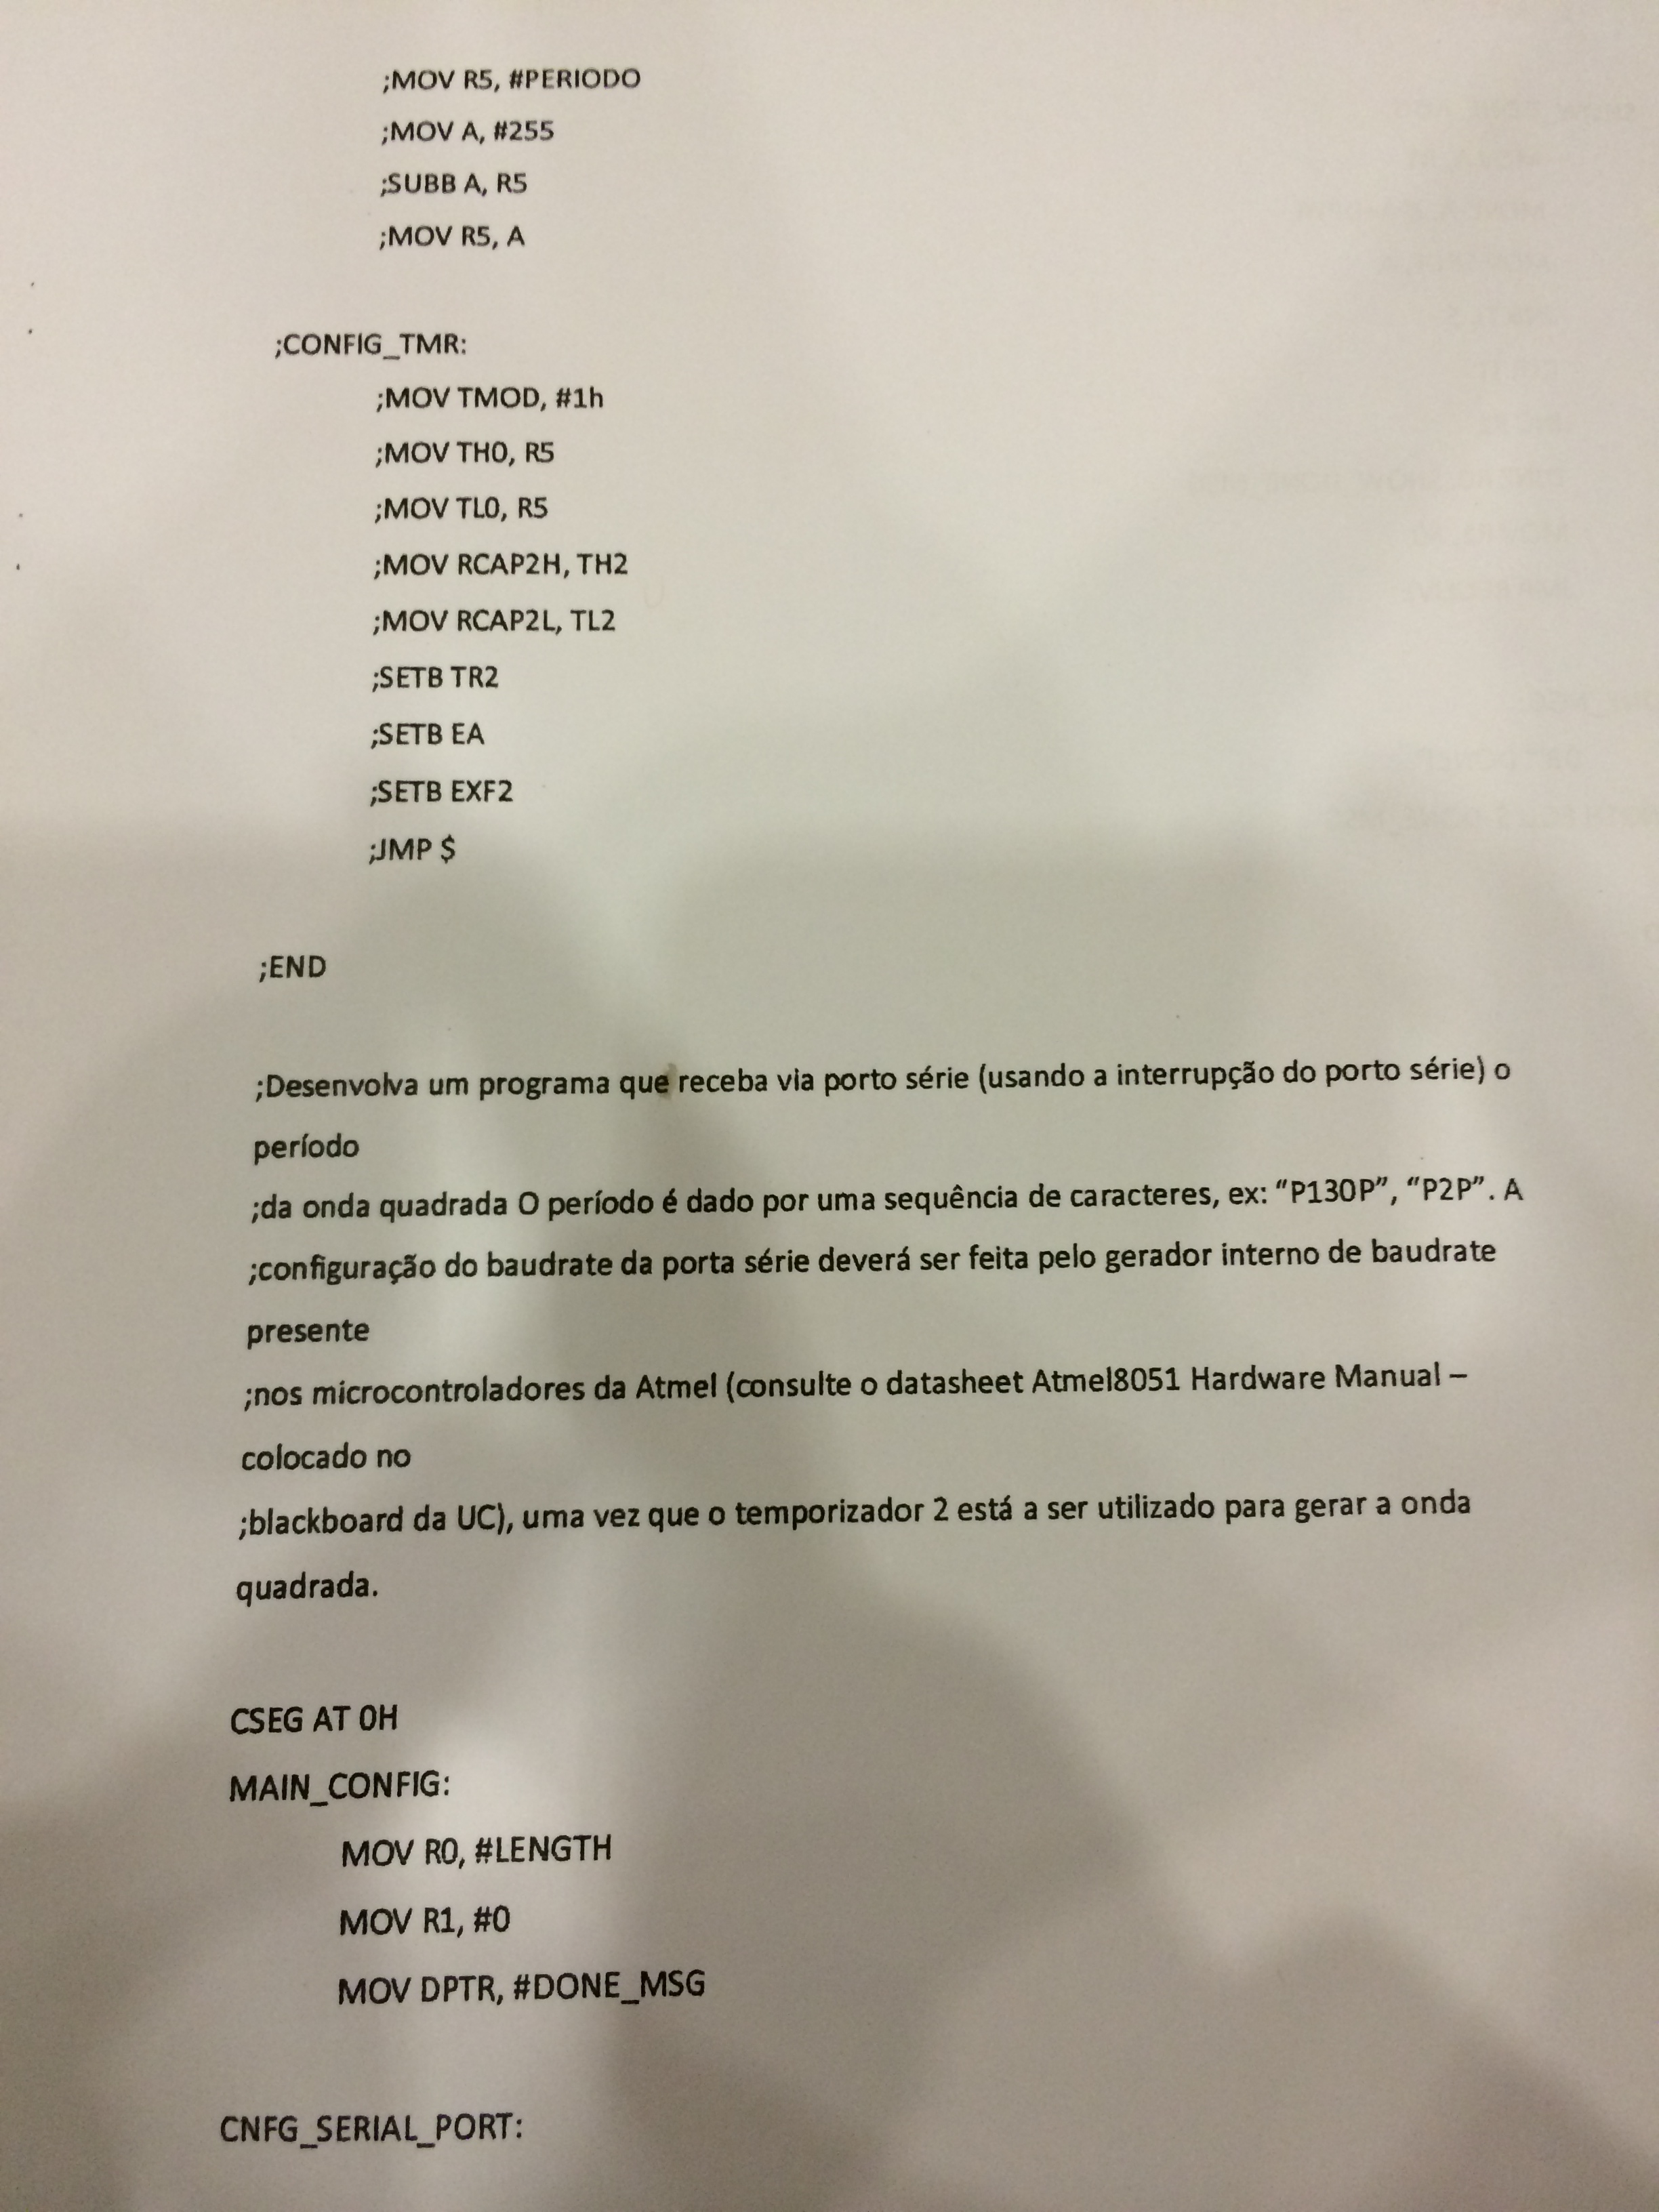 ;MOV R5, #PERIODO
;MOV A, #255
;SUBB A, R5
;MOV R5, A
;CONFIG_TMR:
;MOV TMOD, #1h
;MOV TH0, R5
;MOV TL0, R5
;MOV RCAP2H, TH2
;MOV RCAP2L, TL2
;SETB TR2
;SETB EA
;SETB EXF2
;JMP $
;END
;Desenvolva um programa que receba via porto série (usando a interrupção do porto série) o
período
;da onda quadrada O período é dado por uma sequência de caracteres, ex: “P130P”, “P2P”. A
;configuração do baudrate da porta série deverá ser feita pelo gerador interno de baudrate
presente
;nos microcontroladores da Atmel (consulte o datasheet Atmel8051 Hardware Manual –
colocado no
;blackboard da UC), uma vez que o temporizador 2 está a ser utilizado para gerar a onda
quadrada.
CSEG AT 0H
MAIN_CONFIG:
MOV R0, #LENGTH
MOV R1, #0
MOV DPTR, #DONE_MSG
CNFG_SERIAL_PORT: